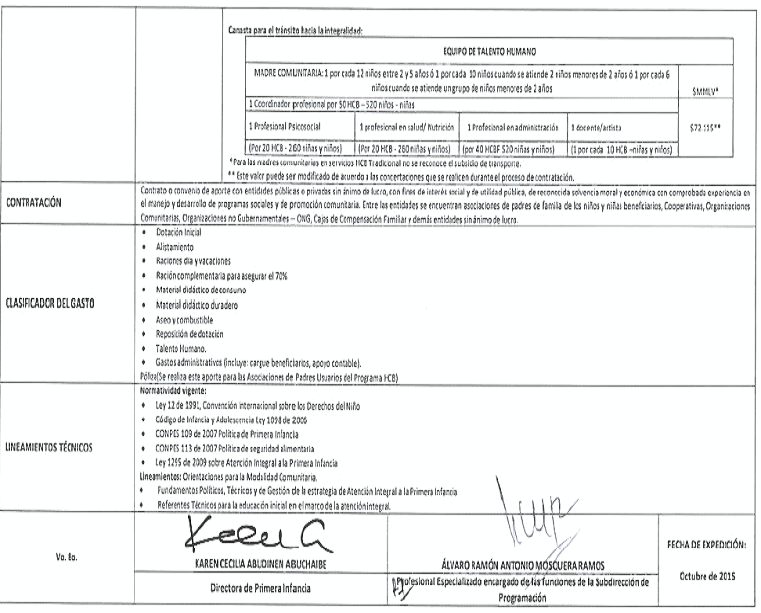 Canasta para el tránsito hacia la integralidad:
EQUIPO DE TALENTO HUMANO
MADRE COMUNITARIA: 1 por cada 12 niños entre 2 y 5 años ó 1 por cada 10 niños cuando se atiende 2 niños menores de 2 años ó 1 por cada 6
niños cuando se atiende un grupo de niños menores de 2 años
SMMLV*
1 Coordinador profesional por 50 HCB – 520 niños - niñas
1 Profesional Psicosocial
1 profesional en salud/ Nutrición
1 Profesional en administración
1 docente/artista
(Por 20 HCB - 260 niños y niños)
(Por 20 HCB - 260 niños y niños)
(por 40 HCBF 520 niños y niños)
(1 por cada 10 HCB –niños y niños)
*Para las madres comunitarias en servicios HCB Tradicional no se reconoce el subsidio de transporte.
** Este valor puede ser modificado de acuerdo a las concertaciones que se realicen durante el proceso de contratación.
CONTRATACIÓN
Contrato o convenio de aporte con entidades públicas o privadas sin ánimo de lucro, con fines de interés social y de utilidad pública, de reconocida solvencia moral y económica con comprobada experiencia en
el manejo y desarrollo de programas sociales y de promoción comunitaria. Entre las entidades se encuentran asociaciones de padres de familia de los niños y niñas beneficiarios, Cooperativas, Organizaciones
Comunitarias, Organizaciones no Gubernamentales – ONG, Cajas de Compensación Familiar y demás entidades sin ánimo de lucro.
CLASIFICADOR DEL GASTO
• Dotación Inicial
• Alistamiento
• Raciones dia y vacaciones
• Ración complementaria para asegurar el 70%
• Material didáctico de consumo
• Material didáctico duradero
• Aseo y combustible
• Reposición de dotación
• Talento Humano.
• Gastos administrativos (incluye: cargue beneficiarios, apoyo contable).
Póliza(Se realiza este aporte para las Asociaciones de Padres Usuarios del Programa HCB)
LINEAMIENTOS TÉCNICOS
Normatividad vigente:
• Ley 12 de 1991, Convención internacional sobre los Derechos del Niño
• Código de Infancia y Adolescencia Ley 1098 de 2006
• CONPES 109 de 2007 Política de Primera Infancia
• CONPES 113 de 2007 Política de seguridad alimentaria
• Ley 1295 de 2009 sobre Atención Integral a la Primera Infancia
Lineamientos: Orientaciones para la Modalidad Comunitaria.
• Fundamentos Políticos, Técnicos y de Gestión de la estrategia de Atención Integral a la Primera Infancia
• Referentes Técnicos para la educación inicial en el marco de la atención integral.
Vo. Bo.
KAREN CECILIA ABUDINEN ABUCHAIBE
Directora de Primera Infancia
ÁLVARO RAMÓN ANTONIO MOSQUERA RAMOS
Profesional Especializado encargado de las funciones de la Subdirección de
Programación
FECHA DE EXPEDICIÓN:
Octubre de 2015